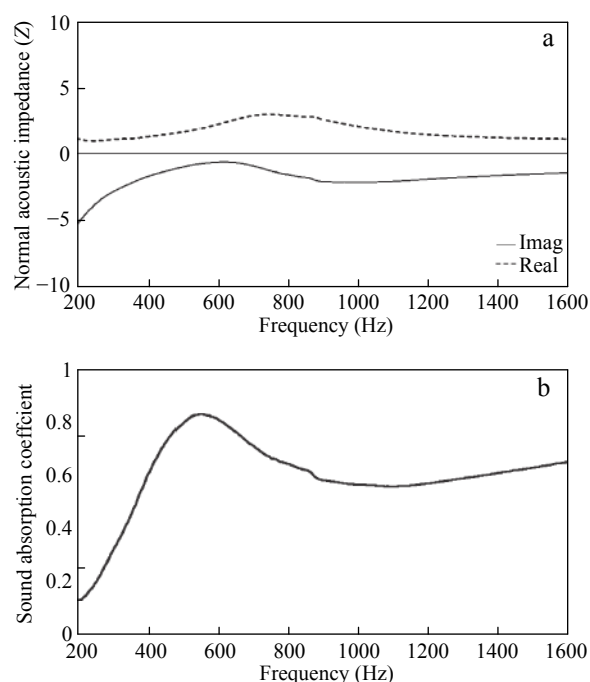 10
a
5
0
−5
−10
Normal acoustic impedance (Z)
Imag
Real
200 400 600 800 1000 1200 1400 1600
Frequency (Hz)
1
b
0.8
0.6
0.4
0.2
0
Sound absorption coeffcient
200 400 600 800 1000 1200 1400 1600
Frequency (Hz)